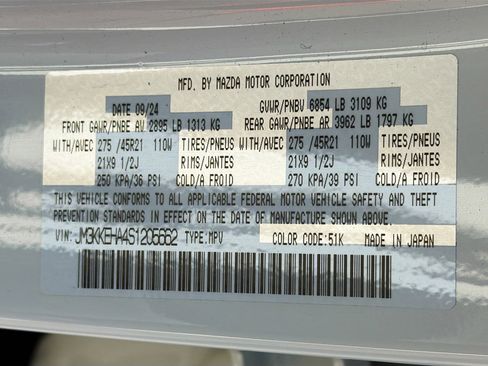 MFD. BY MAZDA MOTOR CORPORATION
DATE 09/24 GVWR/PNBV 6854 LB 3109 KG
FRONT GAWR/PNBE AV 2895 LB 1313 KG REAR GAWR/PNBE AR 3962 LB 1797 KG
WITH/AVEC 275 /45R21 110W TIRES/PNEUS WITH/AVEC 275 /45R21 110W TIRES/PNEUS
21X9 1/2J RIMS/JANTES 21X9 1/2J RIMS/JANTES
250 KPA/36 PSI COLD/A FROID 270 KPA/39 PSI COLD/A FROID
THIS VEHICLE CONFORMS TO ALL APPLICABLE FEDERAL MOTOR VEHICLE SAFETY AND THEFT
PREVENTION STANDARDS IN EFFECT ON THE DATE OF MANUFACTURE SHOWN ABOVE.
VIN: JM3KKEHA4S1205662 TYPE:MPV COLOR CODE:51K MADE IN JAPAN